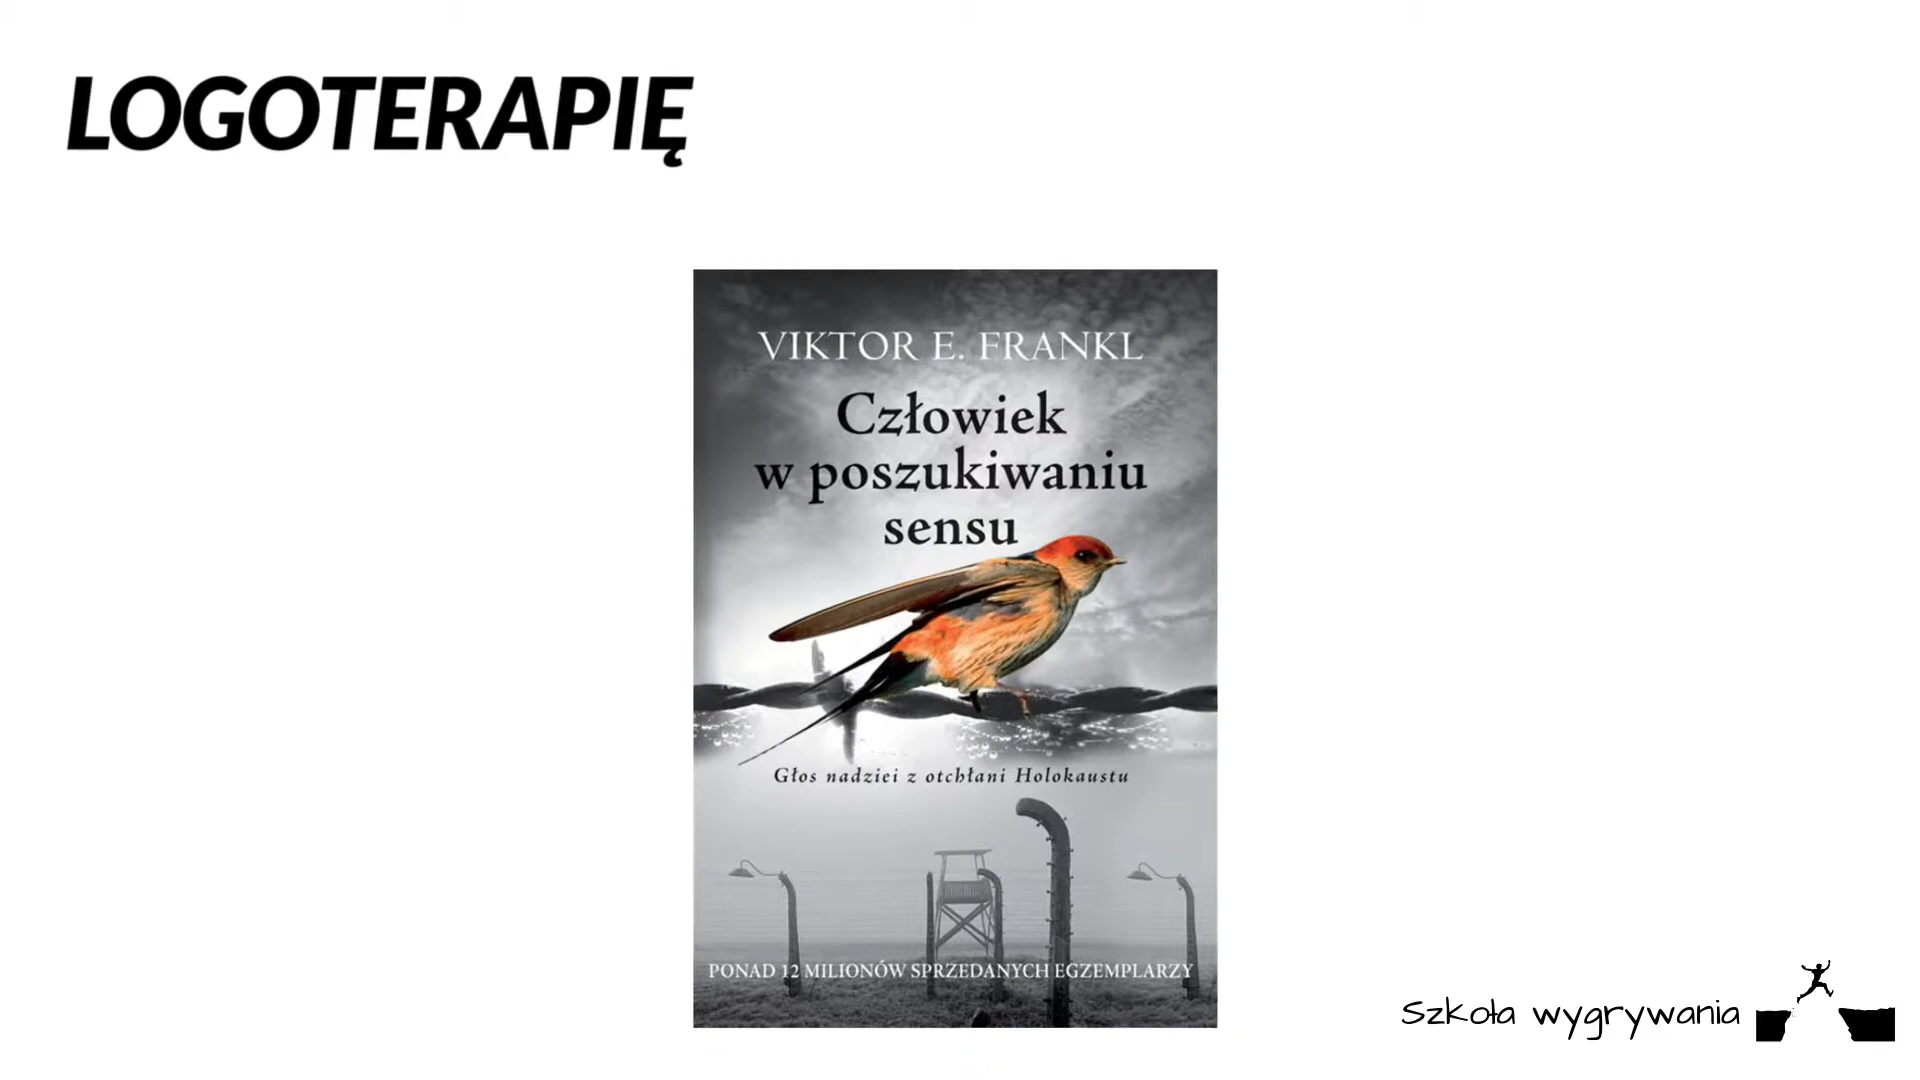 LOGOTERAPIĘ
VIKTOR E. FRANKL
Człowiek
w poszukiwaniu
sensu
Głos nadziei z otchłani Holokaustu
PONAD 12 MILIONÓW SPRZEDANYCH EGZEMPLARZY
Szkoła wygrywania